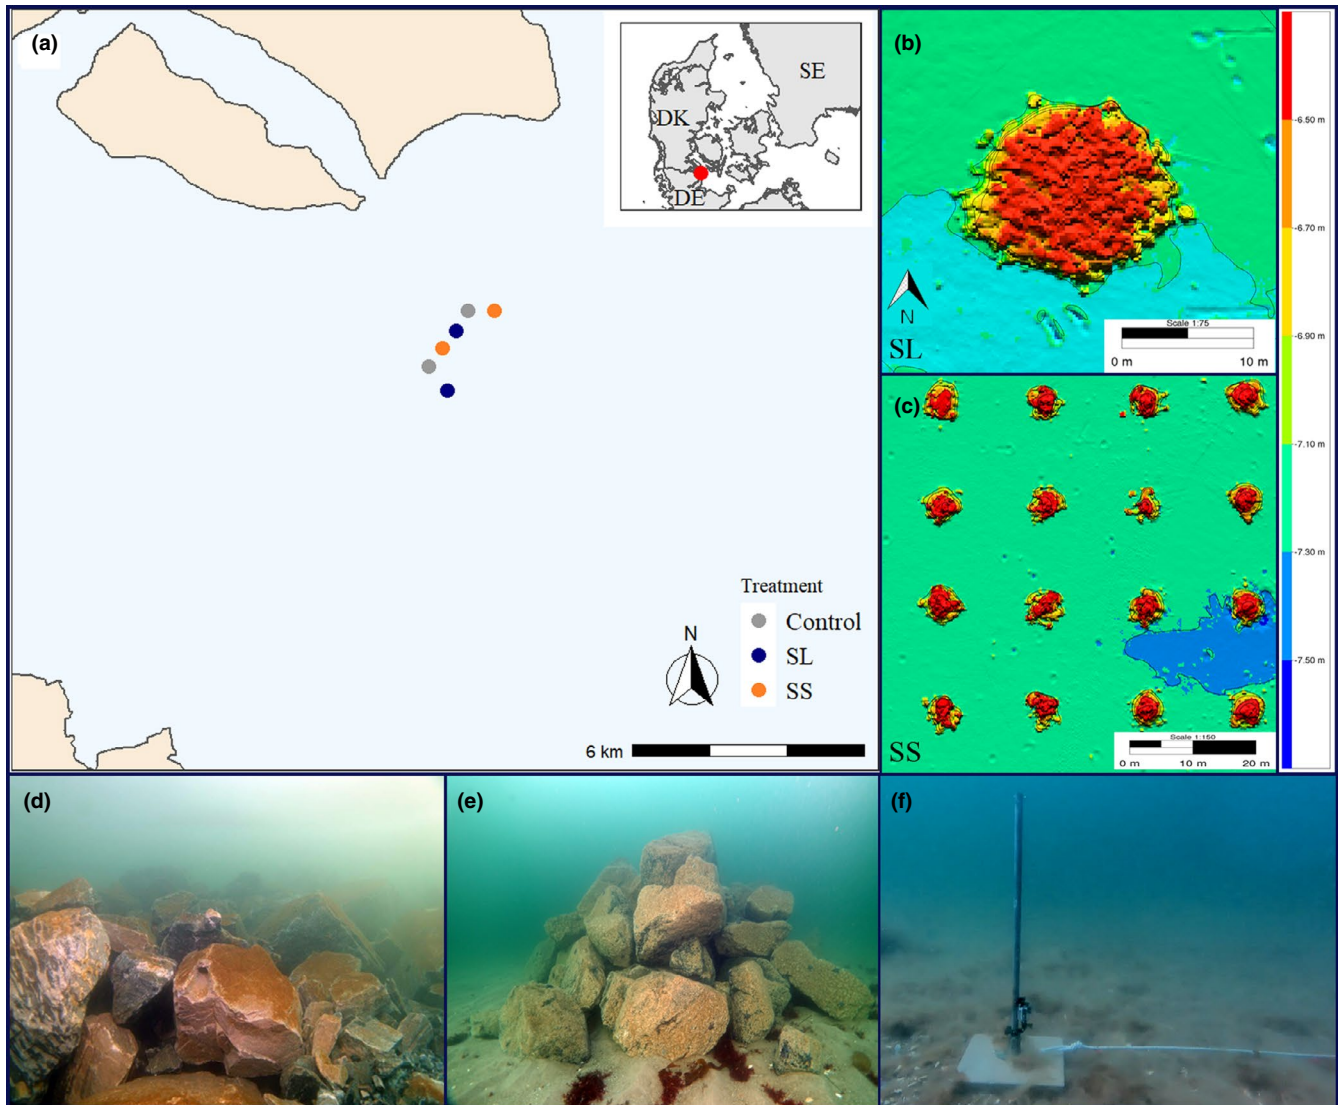 (a)
SE
DK
DE
Treatment
Control
SL
SS
N
6 km
(b)
N
SL
Scale 1:75
0 m 10 m
(c)
SS
Scale 1:150
0 m 10 m 20 m
-6.50 m
-6.70 m
-6.90 m
-7.10 m
-7.30 m
-7.50 m
(d)
(e)
(f)